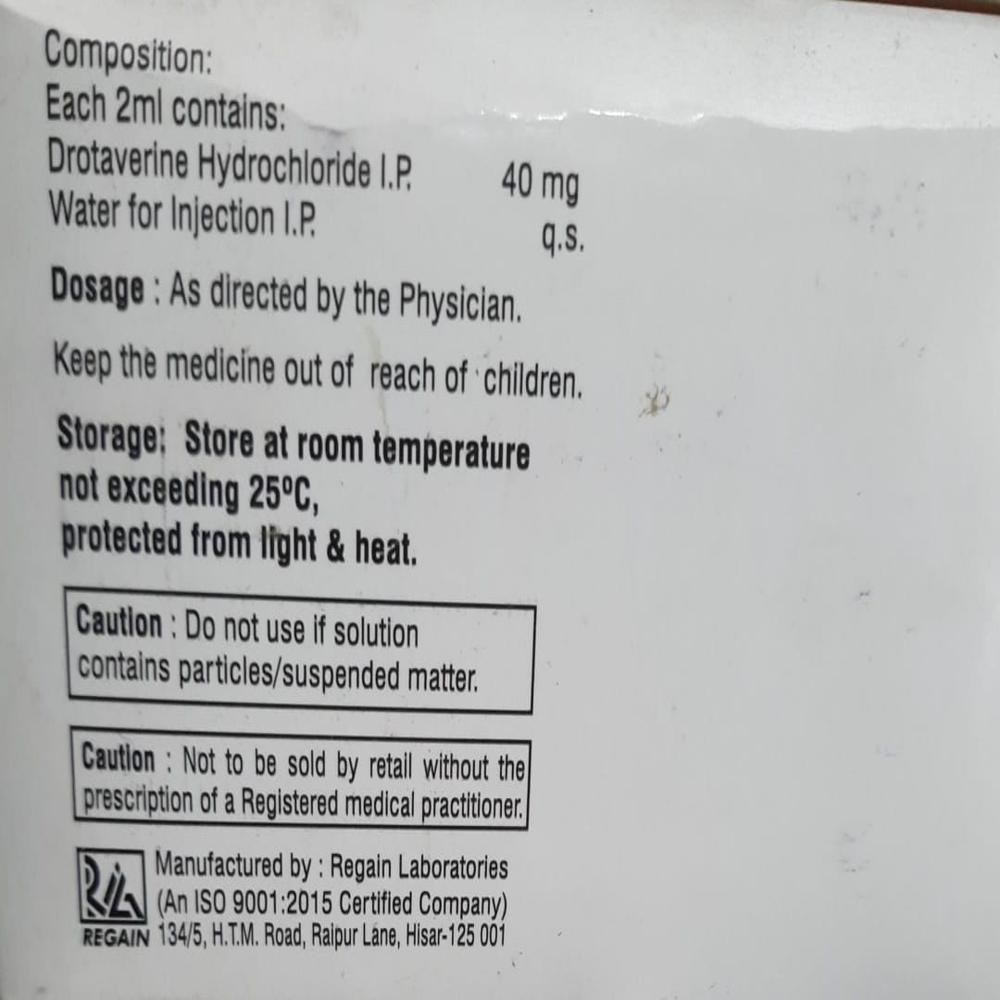 Composition:
Each 2ml contains:
Drotaverine Hydrochloride I.P. 40 mg
Water for Injection I.P. q.s.
Dosage : As directed by the Physician.
Keep the medicine out of reach of children.
Storage: Store at room temperature
not exceeding 25ºC,
protected from light & heat.
Caution : Do not use if solution
contains particles/suspended matter.
Caution : Not to be sold by retail without the
prescription of a Registered medical practitioner.
Manufactured by : Regain Laboratories
(An ISO 9001:2015 Certified Company)
REGAIN 134/5, H.T.M. Road, Raipur Lane, Hisar-125 001